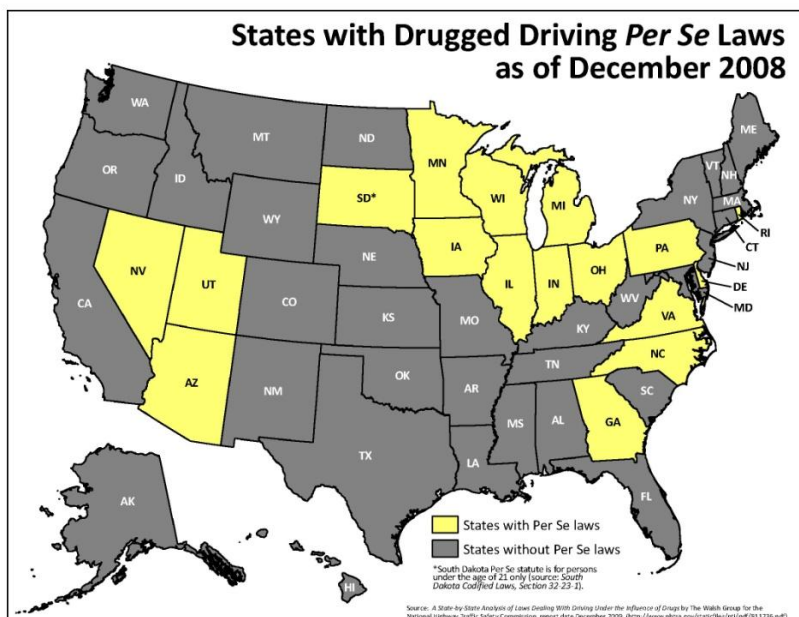 States with Drugged Driving Per Se Laws
as of December 2008
WA
MT
ND
MN
ME
OR
ID
SD*
WI
MI
VT
NH
NY
MA
RI
CT
WY
IA
NE
PA
NJ
NV
UT
IL
IN
OH
DE
MD
CA
CO
WV
VA
KS
MO
KY
NC
TN
AZ
NM
OK
AR
SC
MS
AL
GA
TX
LA
FL
AK
HI
States with Per Se laws
States without Per Se laws
*South Dakota Per Se statute is for persons
under the age of 21 only (source: South
Dakota Codified Laws, Section 32-23-1).
Source: A State-by-State Analysis of Laws Dealing With Driving Under the Influence of Drugs by The Walsh Group for the
National Highway Traffic Safety Commission, report date December 2009.